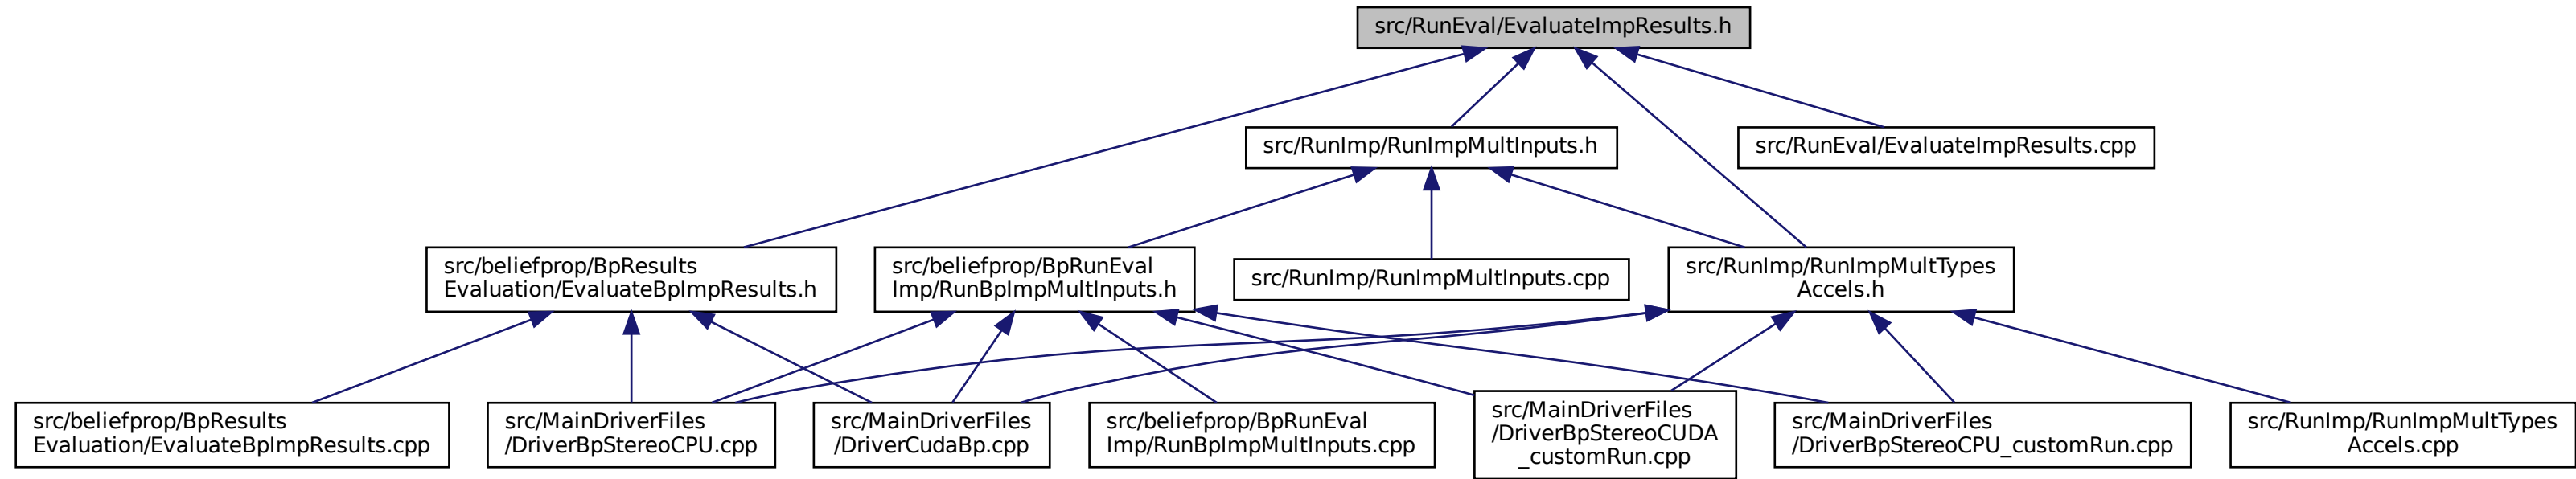 src/RunEval/EvaluateImpResults.h
src/RunImp/RunImpMultInputs.h
src/RunEval/EvaluateImpResults.cpp
src/beliefprop/BpResults
Evaluation/EvaluateBpImpResults.h
src/beliefprop/BpRunEval
Imp/RunBpImpMultInputs.h
src/RunImp/RunImpMultInputs.cpp
src/RunImp/RunImpMultTypes
Accels.h
src/beliefprop/BpResults
Evaluation/EvaluateBpImpResults.cpp
src/MainDriverFiles
/DriverBpStereoCPU.cpp
src/MainDriverFiles
/DriverCudaBp.cpp
src/beliefprop/BpRunEval
Imp/RunBpImpMultInputs.cpp
src/MainDriverFiles
/DriverBpStereoCUDA
_customRun.cpp
src/MainDriverFiles
/DriverBpStereoCPU_customRun.cpp
src/RunImp/RunImpMultTypes
Accels.cpp